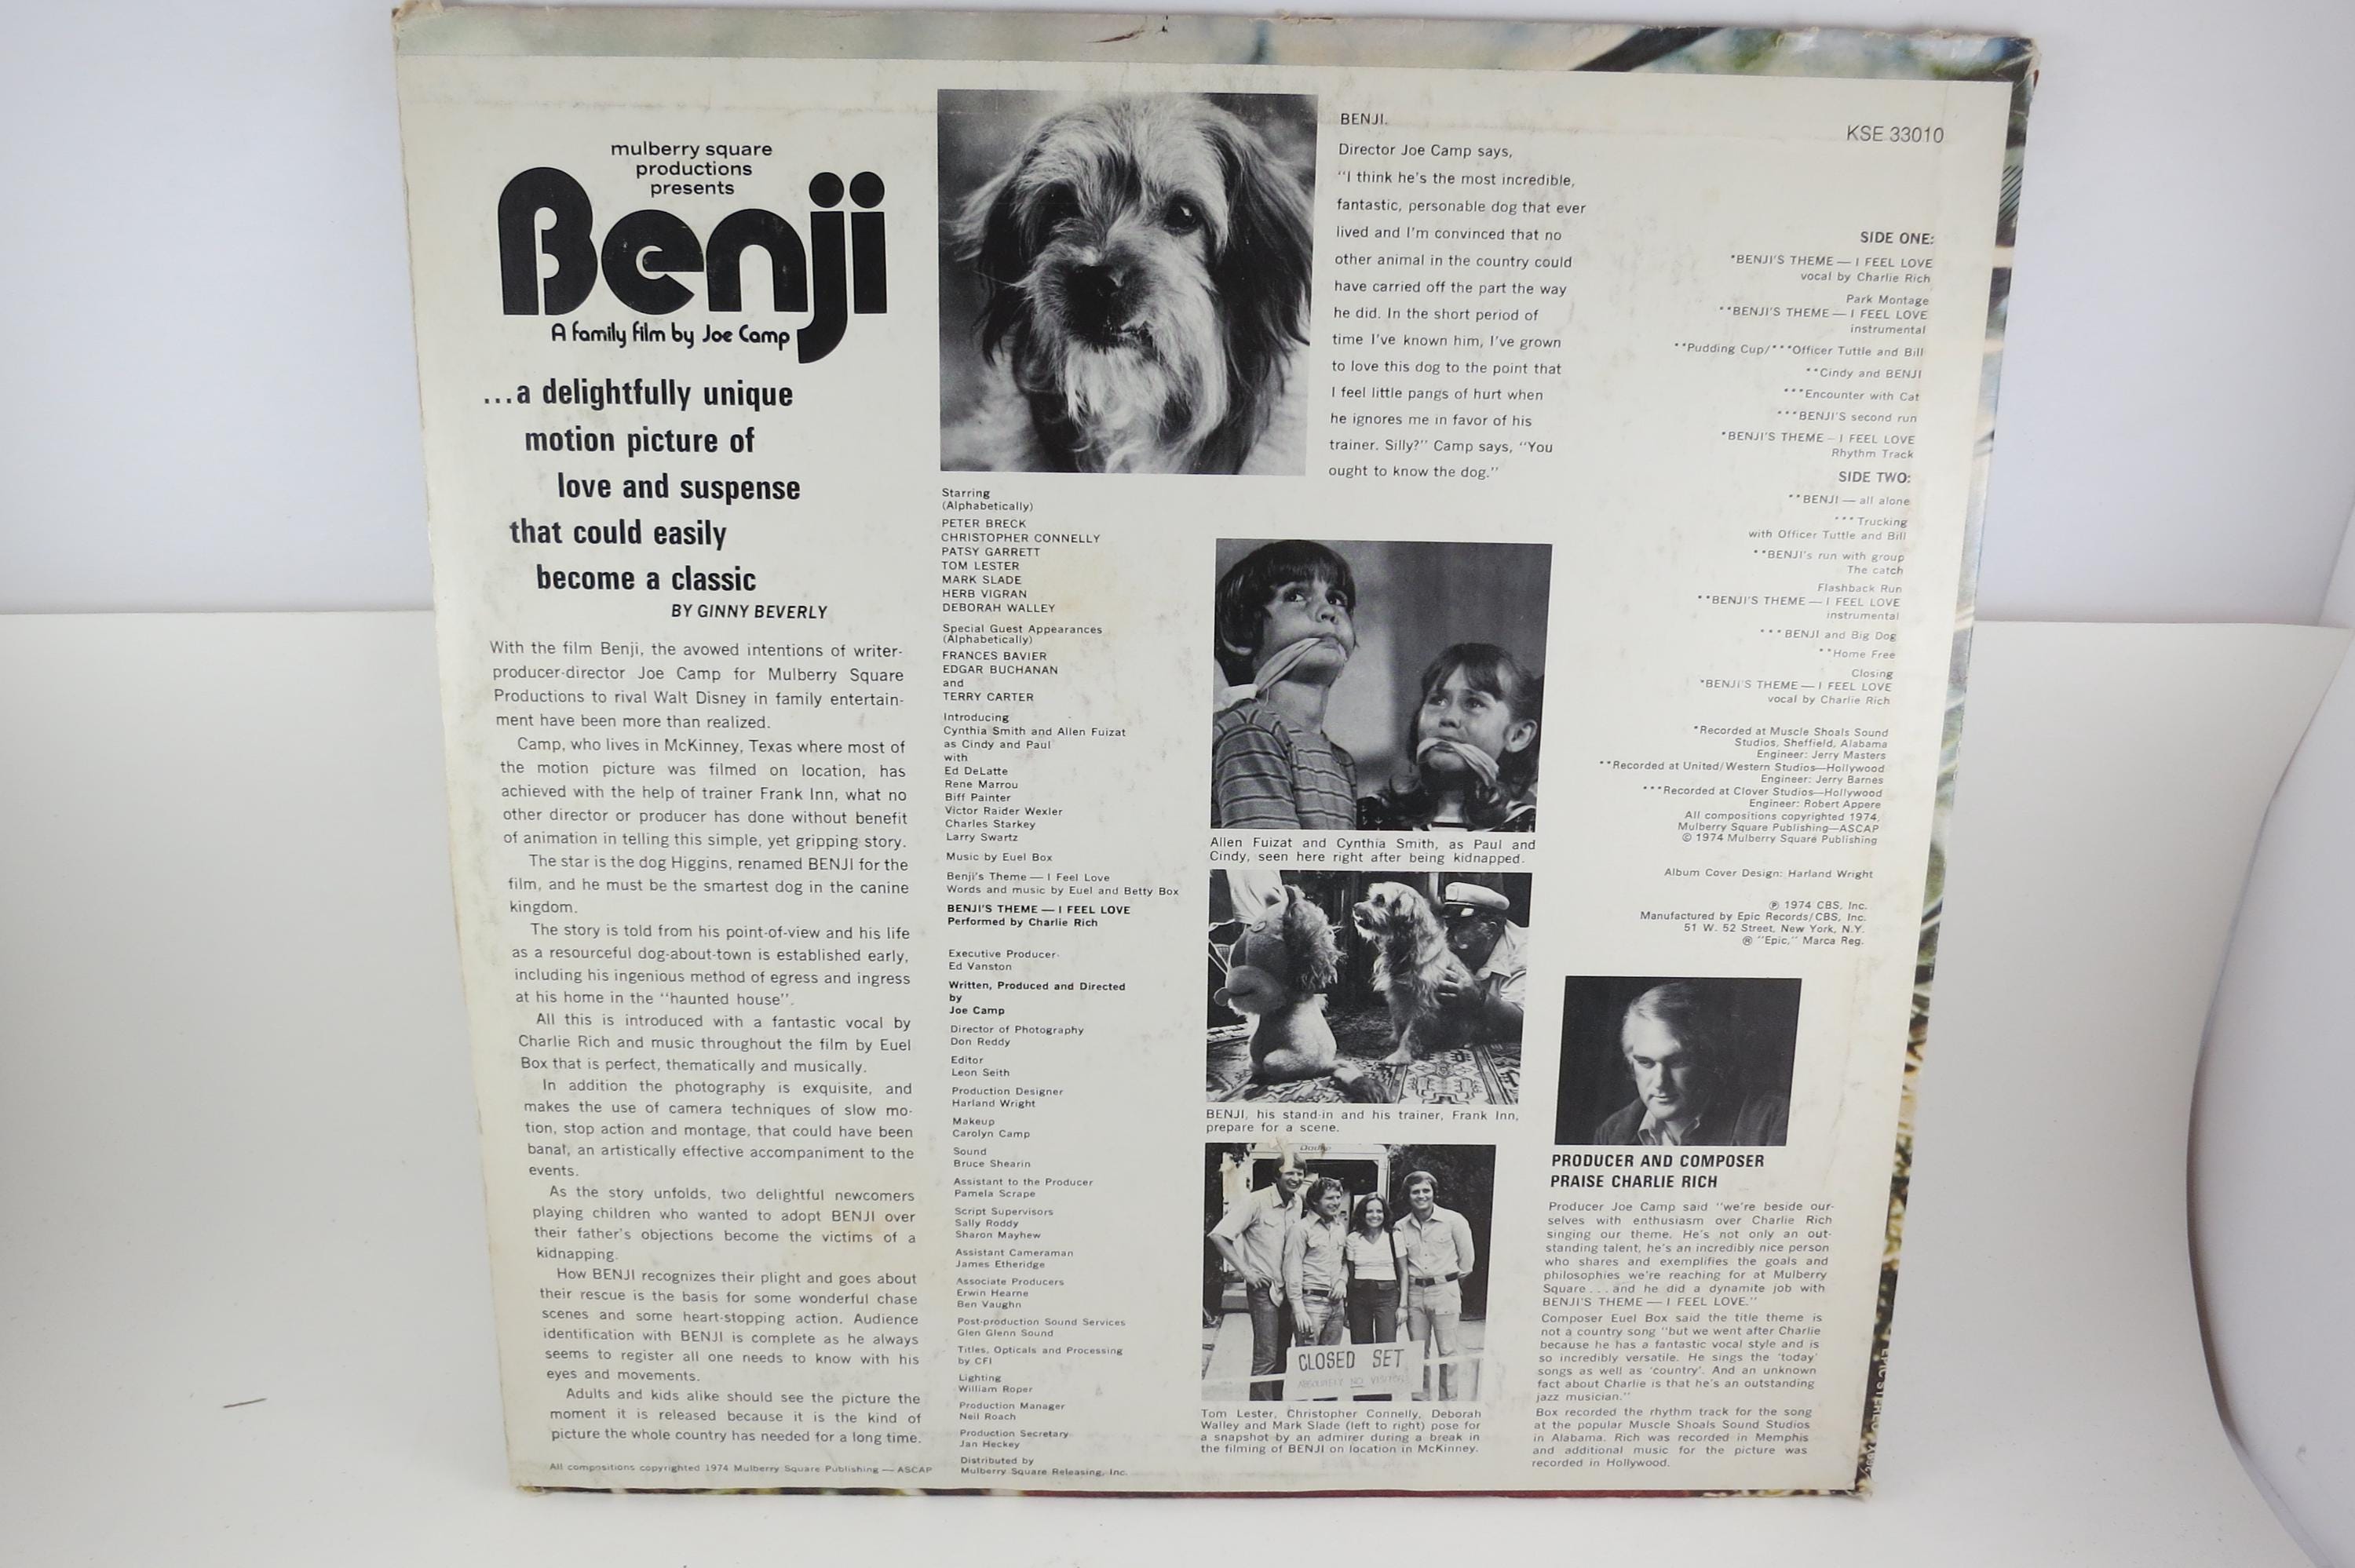 mulberry square
productions
presents
Benji
A family film by Joe Camp
...a delightfully unique
motion picture of
love and suspense
that could easily
become a classic
BY GINNY BEVERLY
With the film Benji, the avowed intentions of writer-
producer-director Joe Camp for Mulberry Square
Productions to rival Walt Disney in family entertain-
ment have been more than realized.
Camp, who lives in McKinney, Texas where most of
the motion picture was filmed on location, has
achieved with the help of trainer Frank Inn, what no
other director or producer has done without benefit
of animation in telling this simple, yet gripping story.
The star is the dog Higgins, renamed BENJI for the
film, and he must be the smartest dog in the canine
kingdom.
The story is told from his point-of-view and his life
as a resourceful dog-about-town is established early,
including his ingenious method of egress and ingress
at his home in the "haunted house".
All this is introduced with a fantastic vocal by
Charlie Rich and music throughout the film by Euel
Box that is perfect, thematically and musically.
In addition the photography is exquisite, and
makes the use of camera techniques of slow mo-
tion, stop action and montage, that could have been
banal, an artistically effective accompaniment to the
events.
As the story unfolds, two delightful newcomers
playing children who wanted to adopt BENJI over
their father's objections become the victims of a
kidnapping.
How BENJI recognizes their plight and goes about
their rescue is the basis for some wonderful chase
scenes and some heart-stopping action. Audience
identification with BENJI is complete as he always
seems to register all one needs to know with his
eyes and movements.
Adults and kids alike should see the picture the
moment it is released because it is the kind of
picture the whole country has needed for a long time.
All compositions copyrighted 1974 Mulberry Square Publishing — ASCAP
Starring
(Alphabetically)
PETER BRECK
CHRISTOPHER CONNELLY
PATSY GARRETT
TOM LESTER
MARK SLADE
HERB VIGRAN
DEBORAH WALLEY
Special Guest Appearances
(Alphabetically)
FRANCES BAVIER
EDGAR BUCHANAN
and
TERRY CARTER
Introducing
Cynthia Smith and Allen Fuizat
as Cindy and Paul
with
Ed DeLatte
Rene Marrou
Biff Painter
Victor Raider Wexler
Charles Starkey
Larry Swartz
Music by Euel Box
Benji's Theme — I Feel Love
Words and music by Euel and Betty Box
BENJI'S THEME — I FEEL LOVE
Performed by Charlie Rich
Executive Producer
Ed Vanston
Written, Produced and Directed
by
Joe Camp
Director of Photography
Don Reddy
Editor
Leon Seith
Production Designer
Harland Wright
Makeup
Carolyn Camp
Sound
Bruce Shearin
Assistant to the Producer
Pamela Scrape
Script Supervisors
Sally Roddy
Sharon Mayhew
Assistant Cameraman
James Etheridge
Associate Producers
Erwin Hearne
Ben Vaughn
Post-production Sound Services
Glen Glenn Sound
Titles, Opticals and Processing
by CFI
Lighting
William Roper
Production Manager
Neil Roach
Production Secretary
Jan Heckey
Distributed by
Mulberry Square Releasing, Inc.
BENJI.
Director Joe Camp says,
"I think he's the most incredible,
fantastic, personable dog that ever
lived and I'm convinced that no
other animal in the country could
have carried off the part the way
he did. In the short period of
time I've known him, I've grown
to love this dog to the point that
I feel little pangs of hurt when
he ignores me in favor of his
trainer. Silly?" Camp says, "You
ought to know the dog."
Allen Fuizat and Cynthia Smith, as Paul and
Cindy, seen here right after being kidnapped.
BENJI, his stand-in and his trainer, Frank Inn,
prepare for a scene.
Dodge
CLOSED SET
ABSOLUTELY NO VISITORS
Tom Lester, Christopher Connelly, Deborah
Walley and Mark Slade (left to right) pose for
a snapshot by an admirer during a break in
the filming of BENJI on location in McKinney.
KSE 33010
SIDE ONE:
*BENJI'S THEME — I FEEL LOVE
vocal by Charlie Rich
Park Montage
**BENJI'S THEME — I FEEL LOVE
instrumental
**Pudding Cup/***Officer Tuttle and Bill
**Cindy and BENJI
***Encounter with Cat
***BENJI'S second run
*BENJI'S THEME – I FEEL LOVE
Rhythm Track
SIDE TWO:
**BENJI — all alone
***Trucking
with Officer Tuttle and Bill
**BENJI's run with group
The catch
Flashback Run
**BENJI'S THEME — I FEEL LOVE
instrumental
***BENJI and Big Dog
**Home Free
Closing
*BENJI'S THEME — I FEEL LOVE
vocal by Charlie Rich
*Recorded at Muscle Shoals Sound
Studios, Sheffield, Alabama
Engineer: Jerry Masters
**Recorded at United/Western Studios—Hollywood
Engineer: Jerry Barnes
***Recorded at Clover Studios—Hollywood
Engineer: Robert Appere
All compositions copyrighted 1974,
Mulberry Square Publishing—ASCAP
© 1974 Mulberry Square Publishing
Album Cover Design: Harland Wright
℗ 1974 CBS, Inc.
Manufactured by Epic Records/CBS, Inc.
51 W. 52 Street, New York, N.Y.
® "Epic," Marca Reg.
PRODUCER AND COMPOSER
PRAISE CHARLIE RICH
Producer Joe Camp said "we're beside our-
selves with enthusiasm over Charlie Rich
singing our theme. He's not only an out-
standing talent, he's an incredibly nice person
who shares and exemplifies the goals and
philosophies we're reaching for at Mulberry
Square . . . and he did a dynamite job with
BENJI'S THEME — I FEEL LOVE."
Composer Euel Box said the title theme is
not a country song "but we went after Charlie
because he has a fantastic vocal style and is
so incredibly versatile. He sings the 'today'
songs as well as 'country'. And an unknown
fact about Charlie is that he's an outstanding
jazz musician."
Box recorded the rhythm track for the song
at the popular Muscle Shoals Sound Studios
in Alabama. Rich was recorded in Memphis
and additional music for the picture was
recorded in Hollywood.
EPIC STEREO